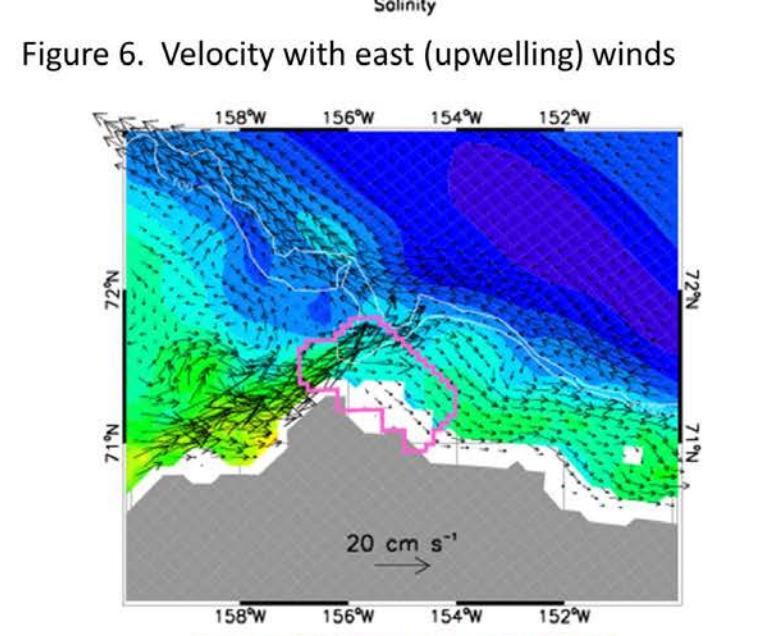 Salinity
Figure 6. Velocity with east (upwelling) winds
158°W 156°W 154°W 152°W
100
72°N 72°N
71°N 71°N
20 cm s⁻¹
158°W 156°W 154°W 152°W